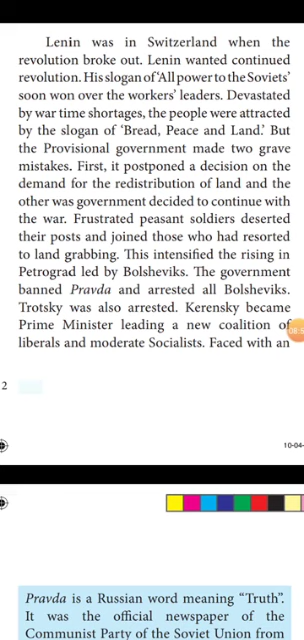 Lenin was in Switzerland when the
revolution broke out. Lenin wanted continued
revolution. His slogan of ‘All power to the Soviets’
soon won over the workers’ leaders. Devastated
by war time shortages, the people were attracted
by the slogan of ‘Bread, Peace and Land.’ But
the Provisional government made two grave
mistakes. First, it postponed a decision on the
demand for the redistribution of land and the
other was government decided to continue with
the war. Frustrated peasant soldiers deserted
their posts and joined those who had resorted
to land grabbing. This intensified the rising in
Petrograd led by Bolsheviks. The government
banned Pravda and arrested all Bolsheviks.
Trotsky was also arrested. Kerensky became
Prime Minister leading a new coalition of
liberals and moderate Socialists. Faced with an
2
10-04-
Pravda is a Russian word meaning “Truth”.
It was the official newspaper of the
Communist Party of the Soviet Union from